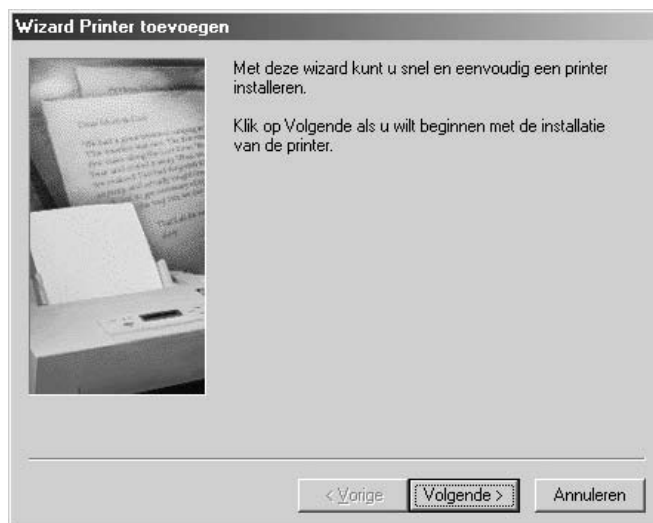 Wizard Printer toevoegen
Met deze wizard kunt u snel en eenvoudig een printer
installeren.
Klik op Volgende als u wilt beginnen met de installatie
van de printer.
< Vorige
Volgende >
Annuleren